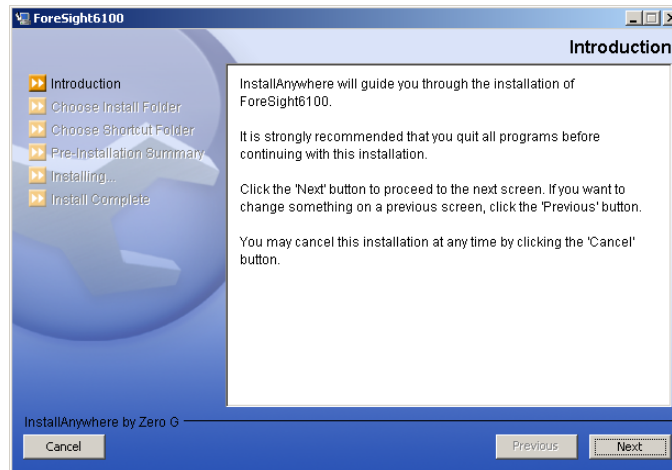 ForeSight6100
Introduction
Introduction
Choose Install Folder
Choose Shortcut Folder
Pre-Installation Summary
Installing...
Install Complete
InstallAnywhere will guide you through the installation of
ForeSight6100.
It is strongly recommended that you quit all programs before
continuing with this installation.
Click the 'Next' button to proceed to the next screen. If you want to
change something on a previous screen, click the 'Previous' button.
You may cancel this installation at any time by clicking the 'Cancel'
button.
InstallAnywhere by Zero G
Cancel
Previous
Next